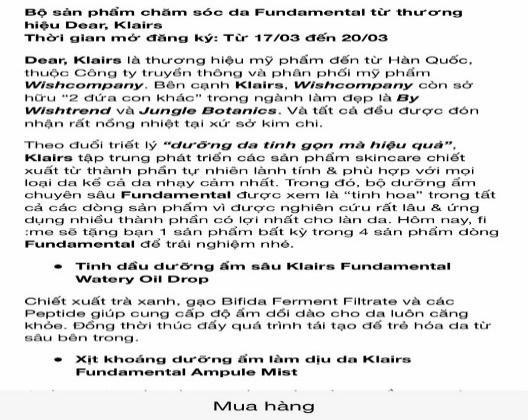 Bộ sản phẩm chăm sóc da Fundamental từ thương
hiệu Dear, Klairs
Thời gian mở đăng ký: Từ 17/03 đến 20/03
Dear, Klairs là thương hiệu mỹ phẩm đến từ Hàn Quốc,
thuộc Công ty truyền thông và phân phối mỹ phẩm
Wishcompany. Bên cạnh Klairs, Wishcompany còn sở
hữu “2 đứa con khác” trong ngành làm đẹp là By
Wishtrend và Jungle Botanics. Và tất cả đều được đón
nhận rất nồng nhiệt tại xứ sở kim chi.
Theo đuổi triết lý “dưỡng da tinh gọn mà hiệu quả”,
Klairs tập trung phát triển các sản phẩm skincare chiết
xuất từ thành phần tự nhiên lành tính & phù hợp với mọi
loại da kể cả da nhạy cảm nhất. Trong đó, bộ dưỡng ẩm
chuyên sâu Fundamental được xem là “tinh hoa” trong tất
cả các dòng sản phẩm vì được nghiên cứu rất lâu & ứng
dụng nhiều thành phần có lợi nhất cho làn da. Hôm nay, fi
:me sẽ tặng bạn 1 sản phẩm bất kỳ trong 4 sản phẩm dòng
Fundamental để trải nghiệm nhé.
• Tinh dầu dưỡng ẩm sâu Klairs Fundamental
Watery Oil Drop
Chiết xuất trà xanh, gạo Bifida Ferment Filtrate và các
Peptide giúp cung cấp độ ẩm dồi dào cho da luôn căng
khỏe. Đồng thời thúc đẩy quá trình tái tạo để trẻ hóa da từ
sâu bên trong.
• Xịt khoáng dưỡng ẩm làm dịu da Klairs
Fundamental Ampule Mist
Mua hàng